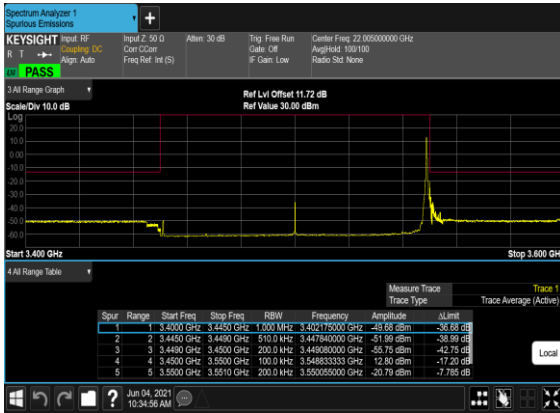 Spectrum Analyzer 1
Spurious Emissions
KEYSIGHT Input: RF Input Z: 50 Ω Atten: 30 dB Trig: Free Run Center Freq: 22.005000000 GHz
R T Coupling: DC Corr CCorr Gate: Off Avg|Hold: 100/100
Align: Auto Freq Ref: Int (S) IF Gain: Low Radio Std: None
PASS
3 All Range Graph
Ref Lvl Offset 11.72 dB
Scale/Div 10.0 dB Ref Value 30.00 dBm
Log
20.0
10.0
0.00
-10.0
-20.0
-30.0
-40.0
-50.0
-60.0
Start 3.400 GHz Stop 3.600 GH
4 All Range Table
Measure Trace Trace 1
Trace Type Trace Average (Active)
Spur Range Start Freq Stop Freq RBW Frequency Amplitude ΔLimit
1 1 3.4000 GHz 3.4450 GHz 1.000 MHz 3.402175000 GHz -49.68 dBm -36.68 dB
2 2 3.4450 GHz 3.4490 GHz 510.0 kHz 3.447840000 GHz -51.99 dBm -38.99 dB
3 3 3.4490 GHz 3.4500 GHz 200.0 kHz 3.449080000 GHz -55.75 dBm -42.75 dB
4 4 3.4500 GHz 3.5500 GHz 100.0 kHz 3.548833333 GHz 12.80 dBm -17.20 dB
5 5 3.5500 GHz 3.5510 GHz 200.0 kHz 3.550055000 GHz -20.79 dBm -7.785 dB
Local
? Jun 04, 2021
10:34:56 AM